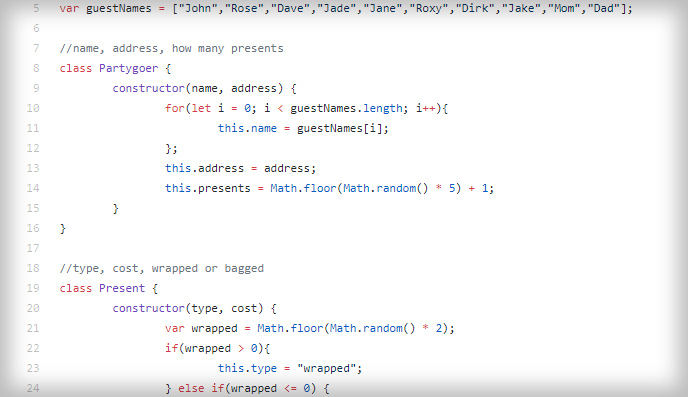 5 var guestNames = ["John","Rose","Dave","Jade","Jane","Roxy","Dirk","Jake","Mom","Dad"];
6
7 //name, address, how many presents
8 class Partygoer {
9 constructor(name, address) {
10 for(let i = 0; i < guestNames.length; i++){
11 this.name = guestNames[i];
12 };
13 this.address = address;
14 this.presents = Math.floor(Math.random() * 5) + 1;
15 }
16 }
17
18 //type, cost, wrapped or bagged
19 class Present {
20 constructor(type, cost) {
21 var wrapped = Math.floor(Math.random() * 2);
22 if(wrapped > 0){
23 this.type = "wrapped";
24 } else if(wrapped <= 0) {